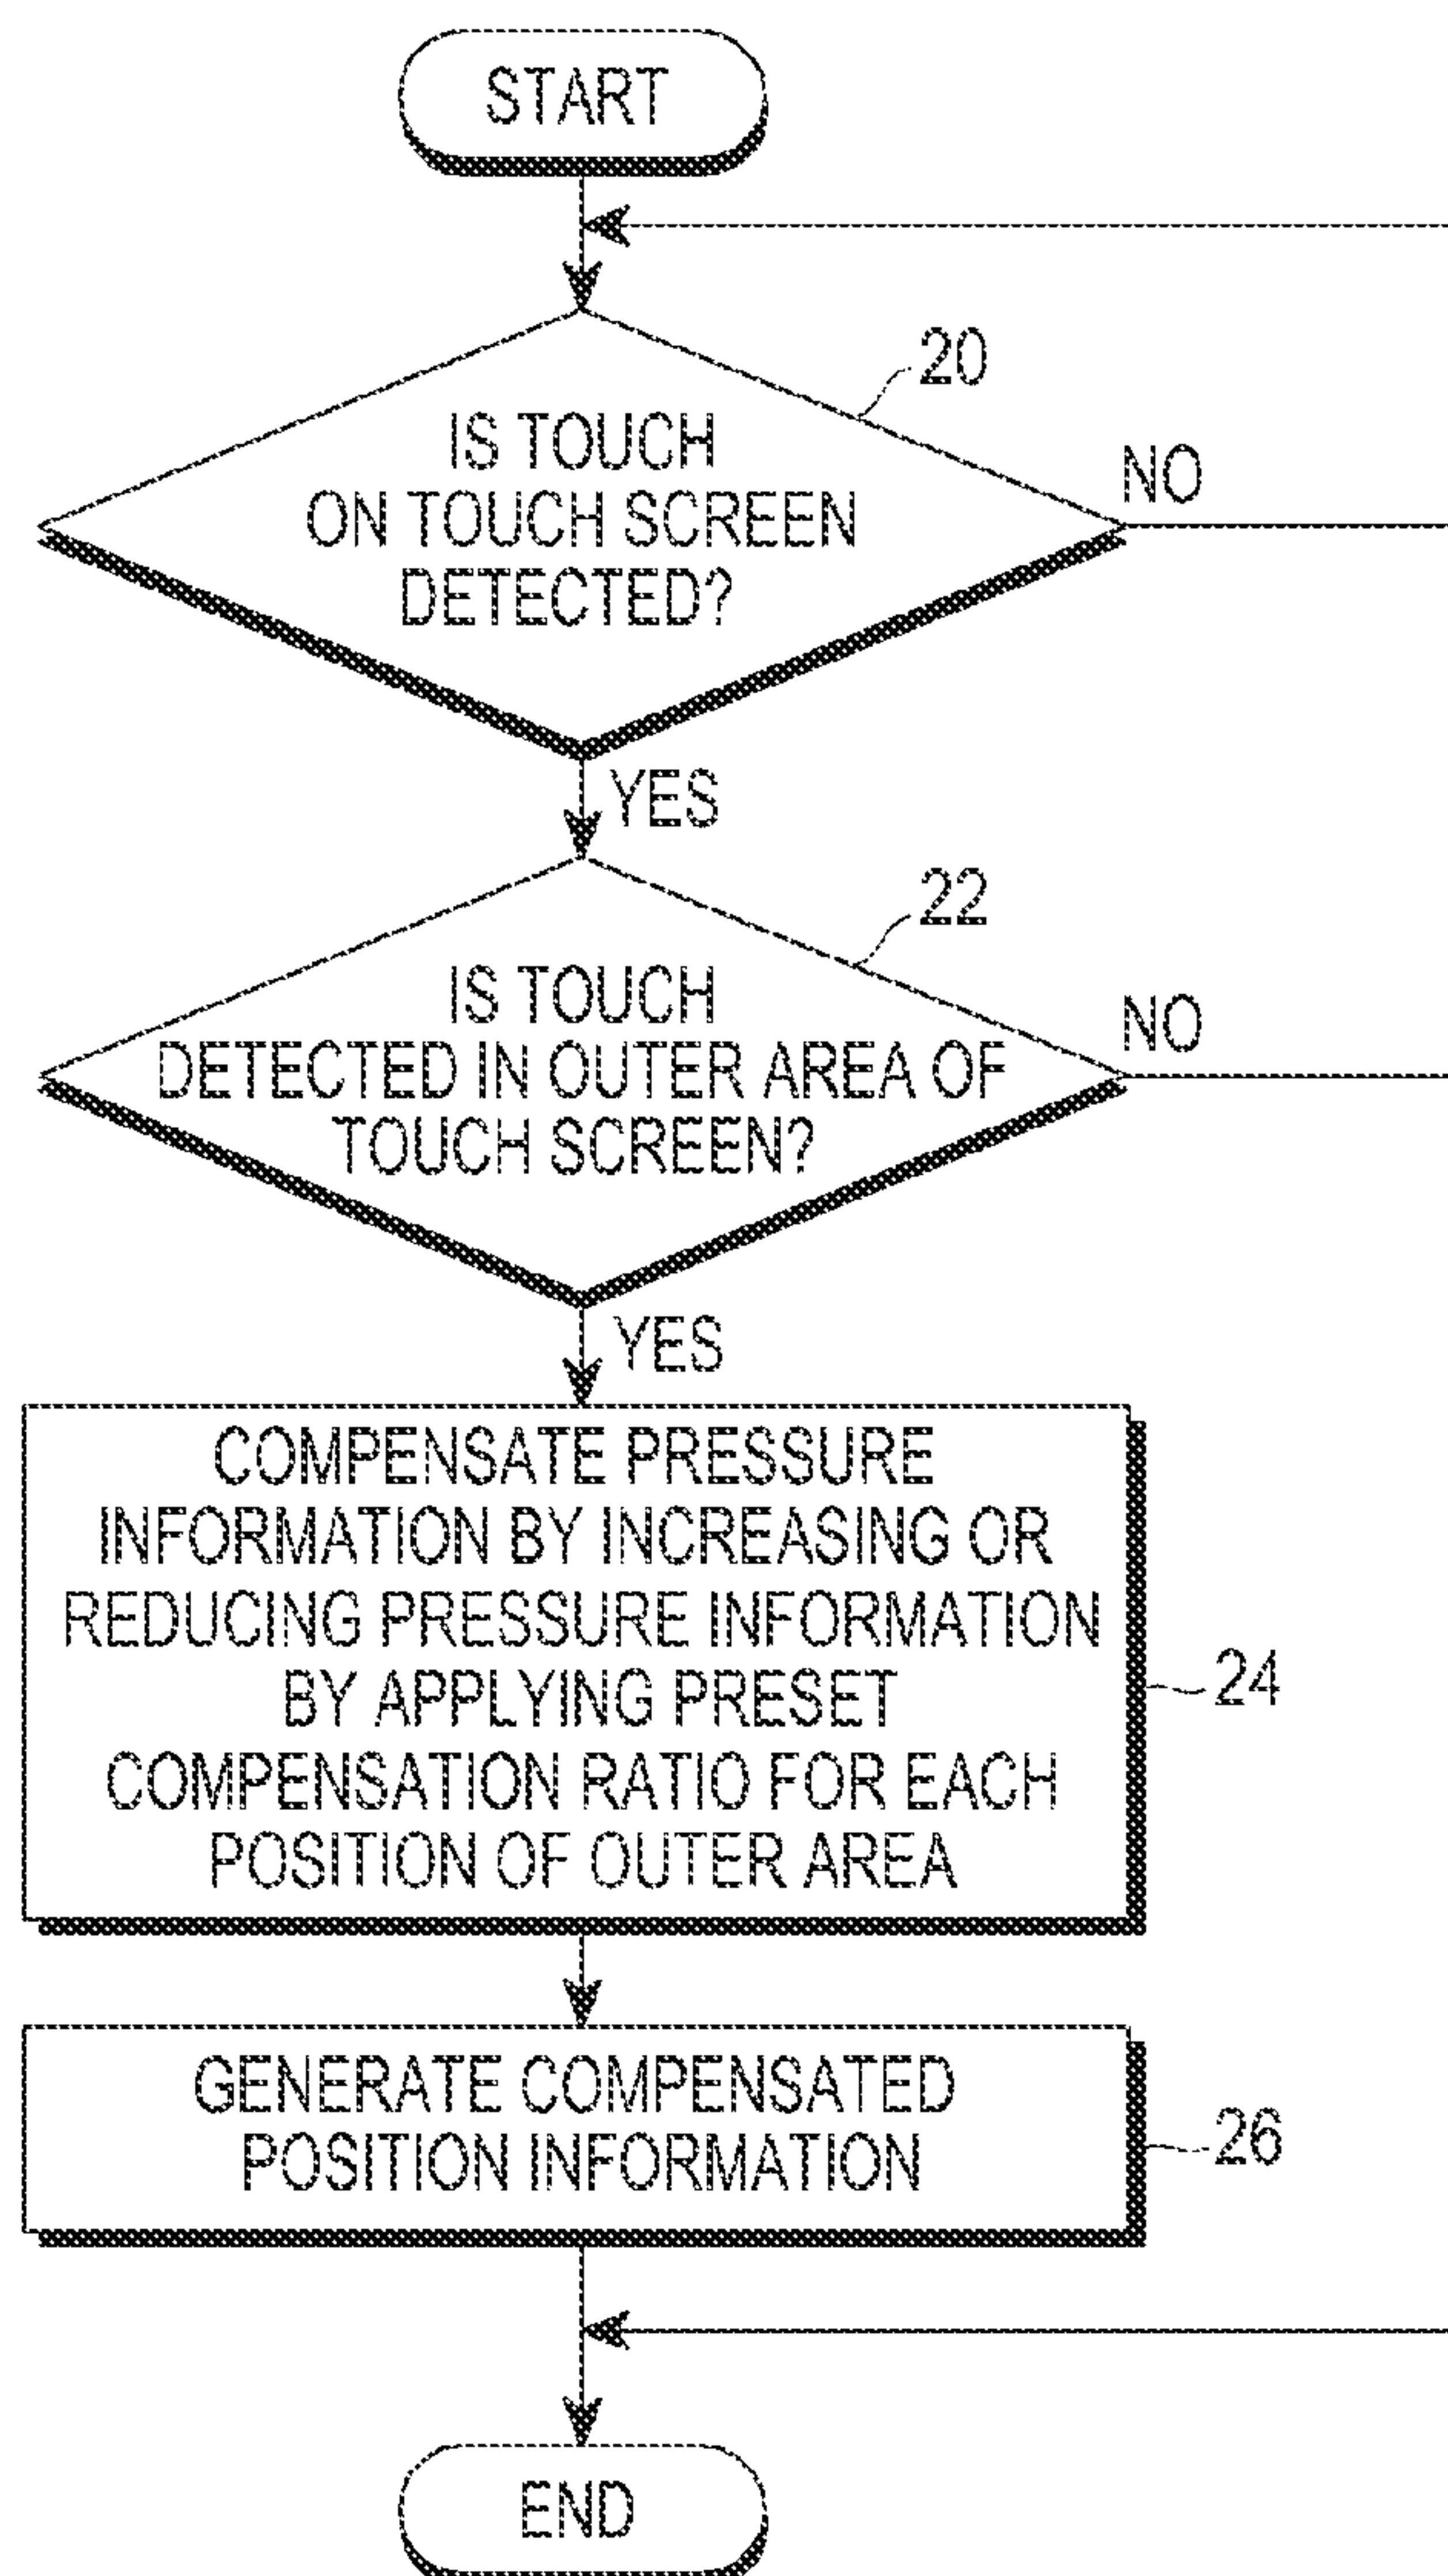 START
20
IS TOUCH
ON TOUCH SCREEN
DETECTED?
NO
YES
22
IS TOUCH
DETECTED IN OUTER AREA OF
TOUCH SCREEN?
NO
YES
COMPENSATE PRESSURE
INFORMATION BY INCREASING OR
REDUCING PRESSURE INFORMATION
BY APPLYING PRESET
COMPENSATION RATIO FOR EACH
POSITION OF OUTER AREA
24
GENERATE COMPENSATED
POSITION INFORMATION
26
END